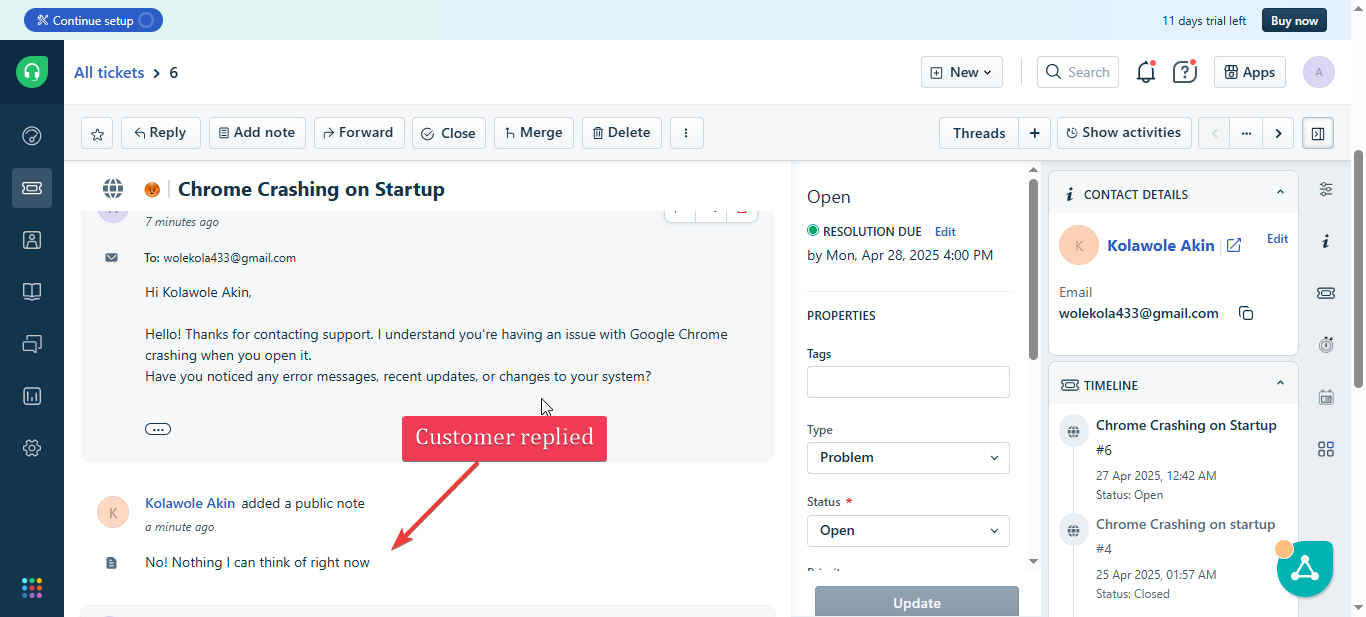 Continue setup
11 days trial left
Buy now
All tickets > 6
New
Search
Apps
A
Reply
Add note
Forward
Close
Merge
Delete
Threads
+
Show activities
Chrome Crashing on Startup
7 minutes ago
To: wolekola433@gmail.com
Hi Kolawole Akin,
Hello! Thanks for contacting support. I understand you're having an issue with Google Chrome
crashing when you open it.
Have you noticed any error messages, recent updates, or changes to your system?
Customer replied
K
Kolawole Akin added a public note
a minute ago
No! Nothing I can think of right now
Open
RESOLUTION DUE Edit
by Mon, Apr 28, 2025 4:00 PM
PROPERTIES
Tags
Type
Problem
Status *
Open
Update
CONTACT DETAILS
K
Kolawole Akin
Edit
Email
wolekola433@gmail.com
TIMELINE
Chrome Crashing on Startup
#6
27 Apr 2025, 12:42 AM
Status: Open
Chrome Crashing on startup
#4
25 Apr 2025, 01:57 AM
Status: Closed